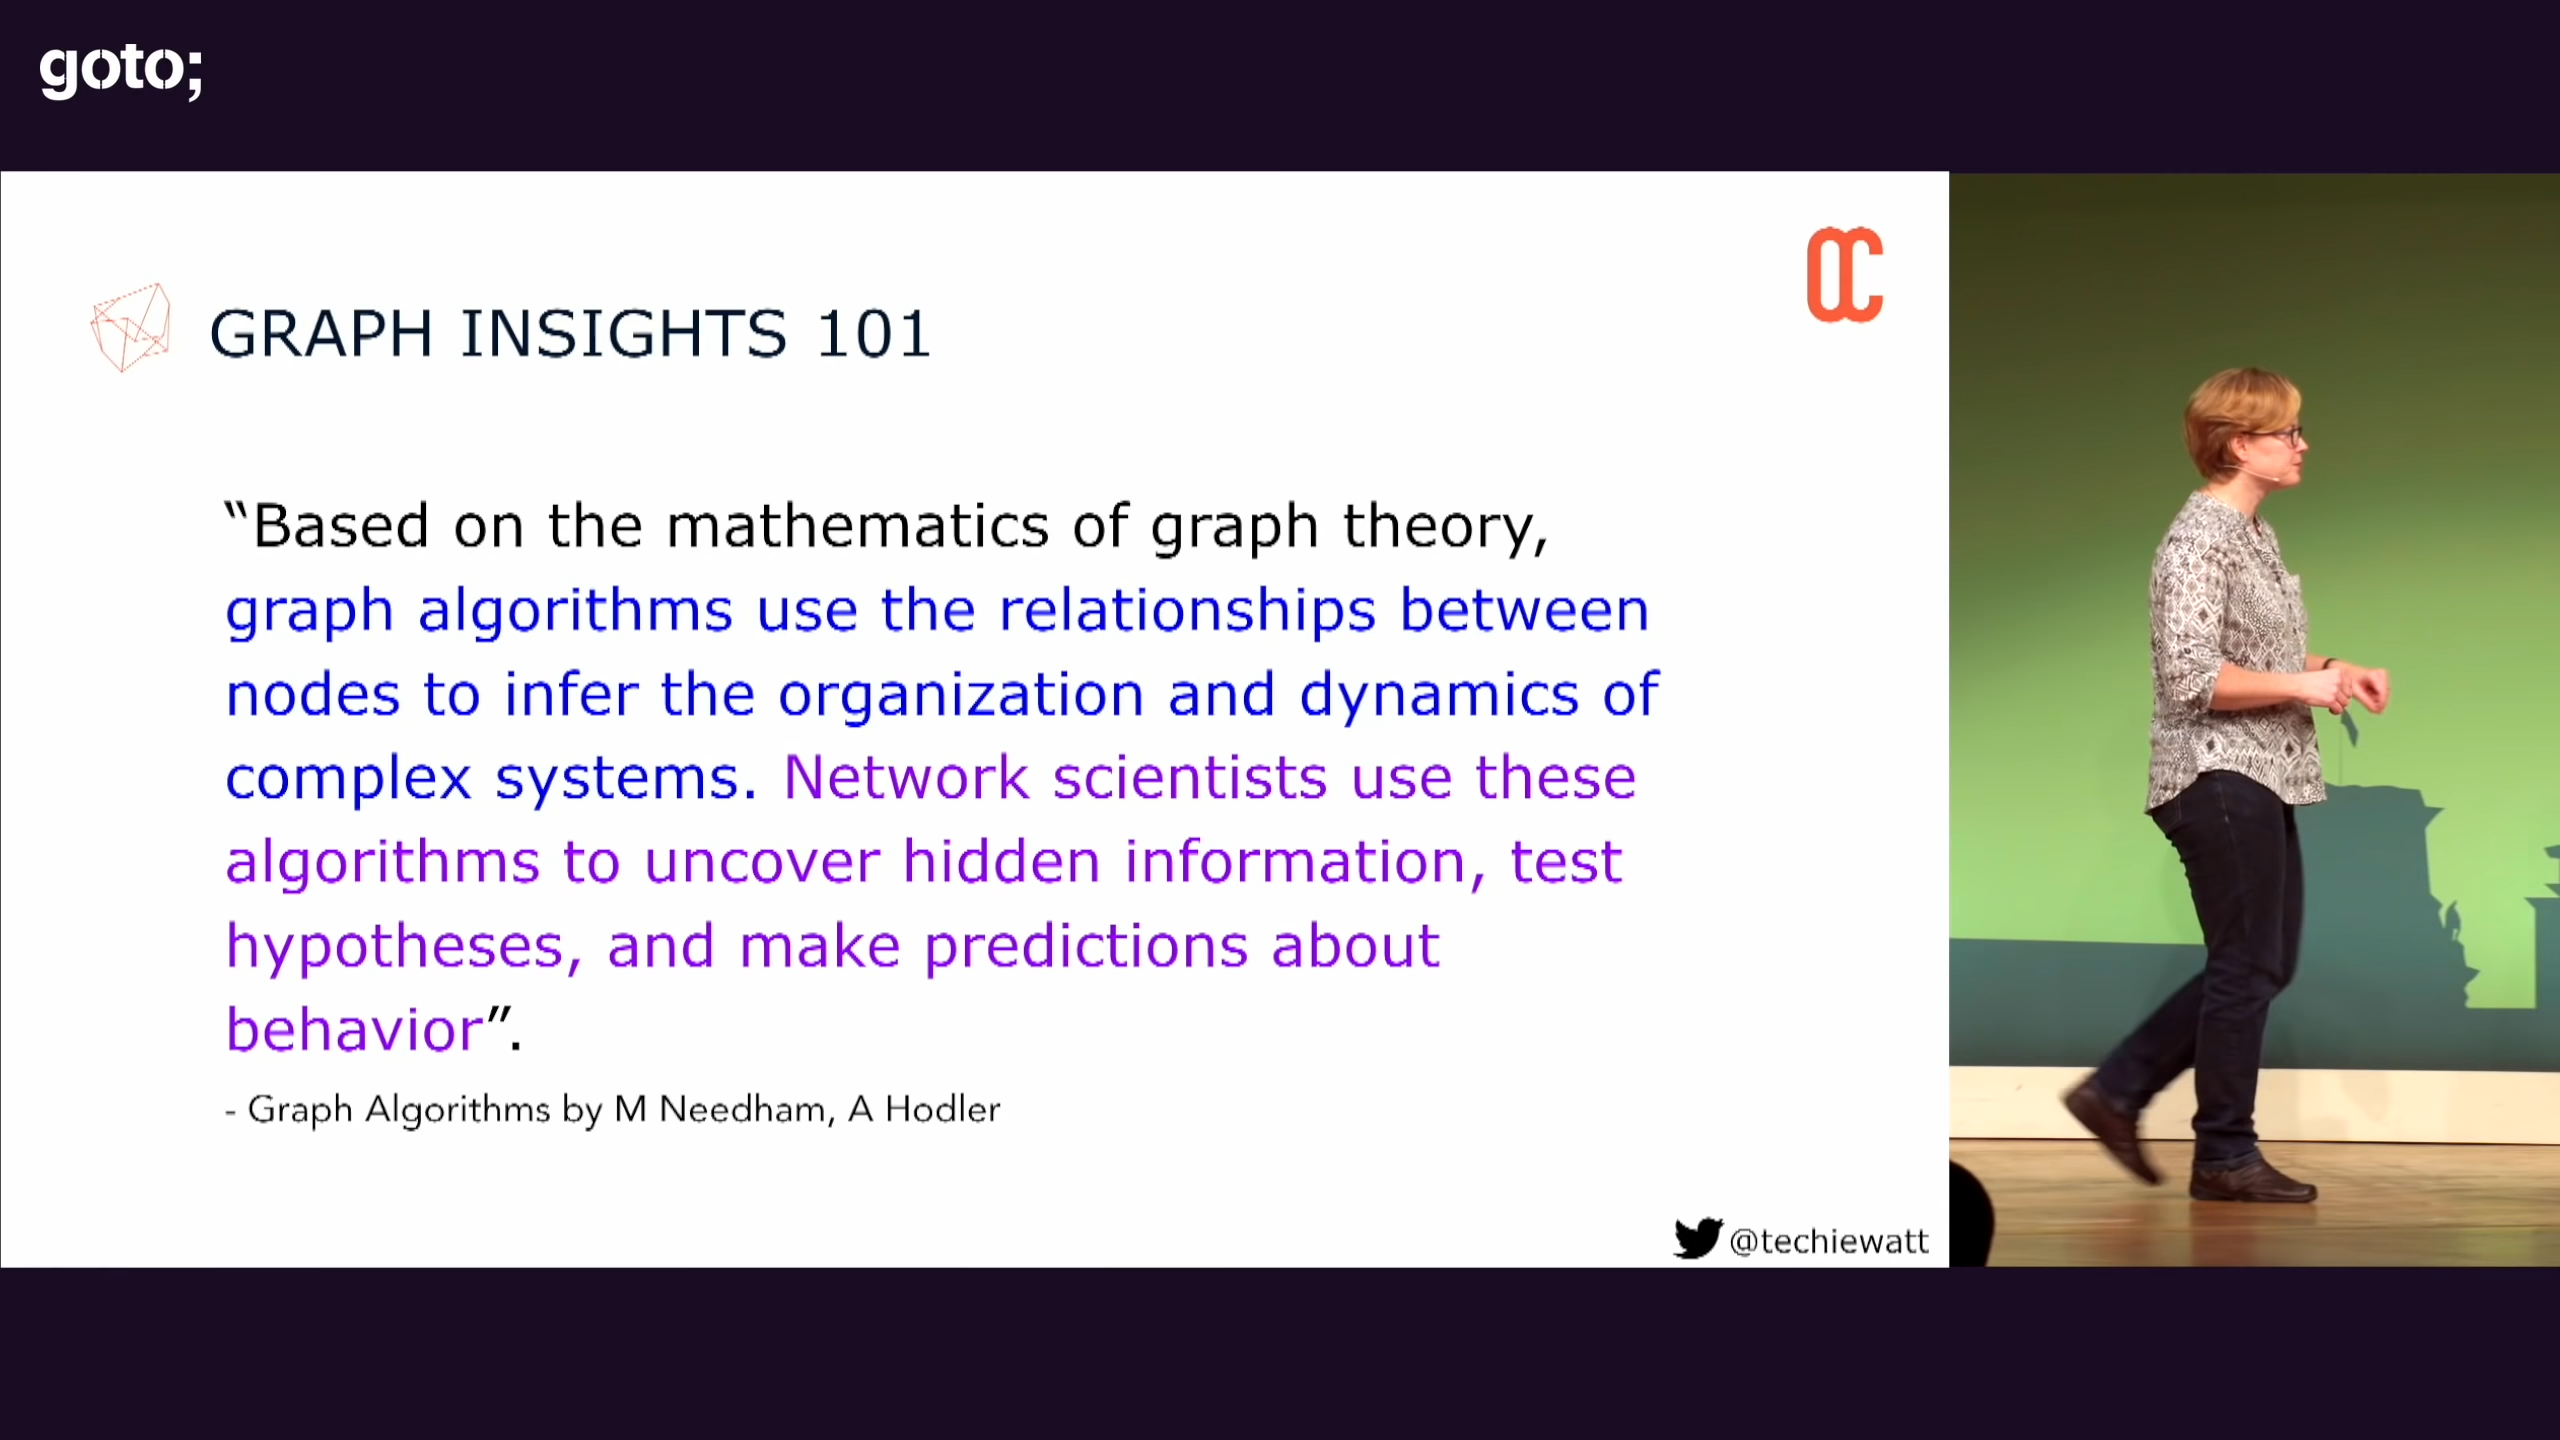 goto;
GRAPH INSIGHTS 101
“Based on the mathematics of graph theory,
graph algorithms use the relationships between
nodes to infer the organization and dynamics of
complex systems. Network scientists use these
algorithms to uncover hidden information, test
hypotheses, and make predictions about
behavior”.
- Graph Algorithms by M Needham, A Hodler
@techiewatt